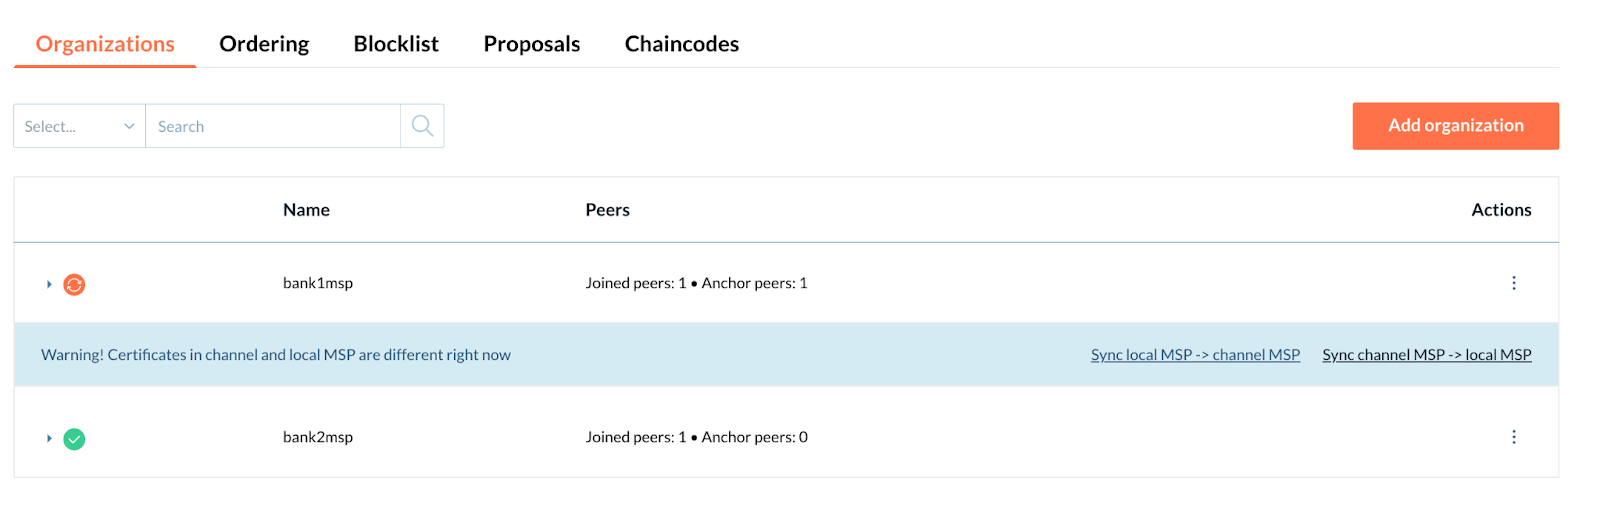 Organizations Ordering Blocklist Proposals Chaincodes
Select... Search Add organization
Name Peers Actions
bank1msp Joined peers: 1 • Anchor peers: 1
Warning! Certificates in channel and local MSP are different right now Sync local MSP -> channel MSP Sync channel MSP -> local MSP
bank2msp Joined peers: 1 • Anchor peers: 0